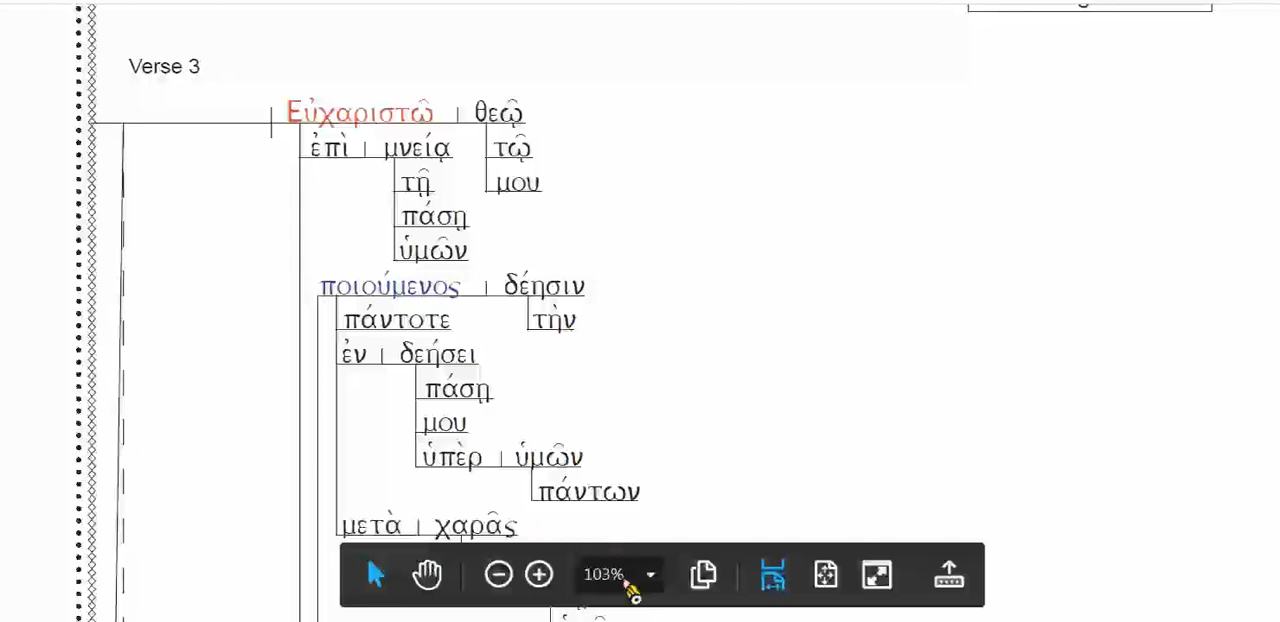 Verse 3
Εὐχαριστῶ θεῷ
ἐπὶ μνείᾳ τῷ
τῇ μου
πάσῃ
ὑμῶν
ποιούμενος δέησιν
πάντοτε τὴν
ἐν δεήσει
πάσῃ
μου
ὑπὲρ ὑμῶν
πάντων
μετὰ χαρᾶς
103%